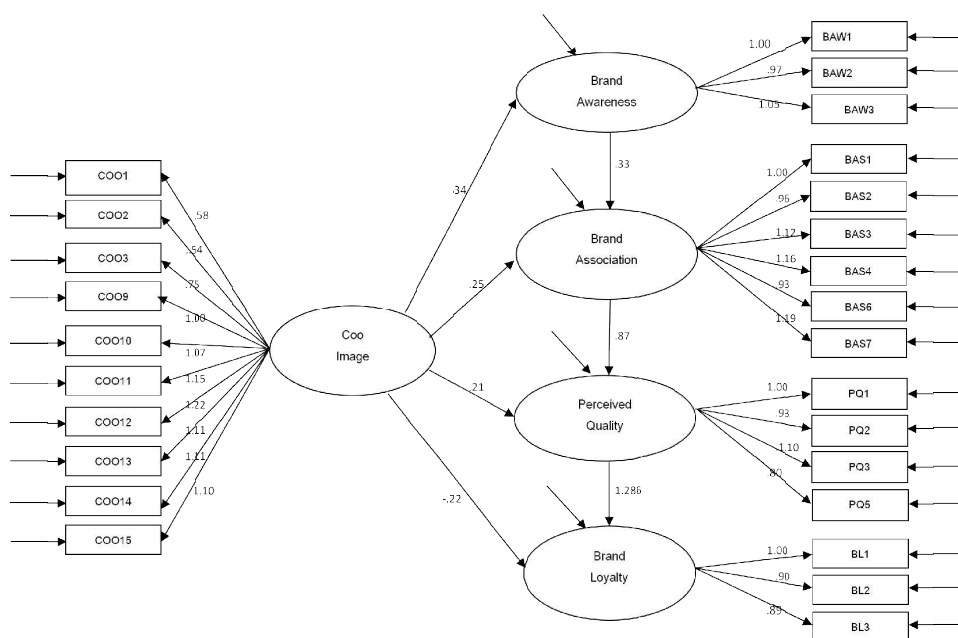 COO1
COO2
COO3
COO9
COO10
COO11
COO12
COO13
COO14
COO15
.58
.54
.75
1.00
1.07
1.15
1.22
1.11
1.11
1.10
Coo
Image
.34
.25
.21
-.22
Brand
Awareness
.33
Brand
Association
.87
Perceived
Quality
1.286
Brand
Loyalty
1.00
.97
1.05
BAW1
BAW2
BAW3
1.00
.96
1.12
1.16
.93
1.19
BAS1
BAS2
BAS3
BAS4
BAS6
BAS7
1.00
.93
1.10
.80
PQ1
PQ2
PQ3
PQ5
1.00
.90
.89
BL1
BL2
BL3